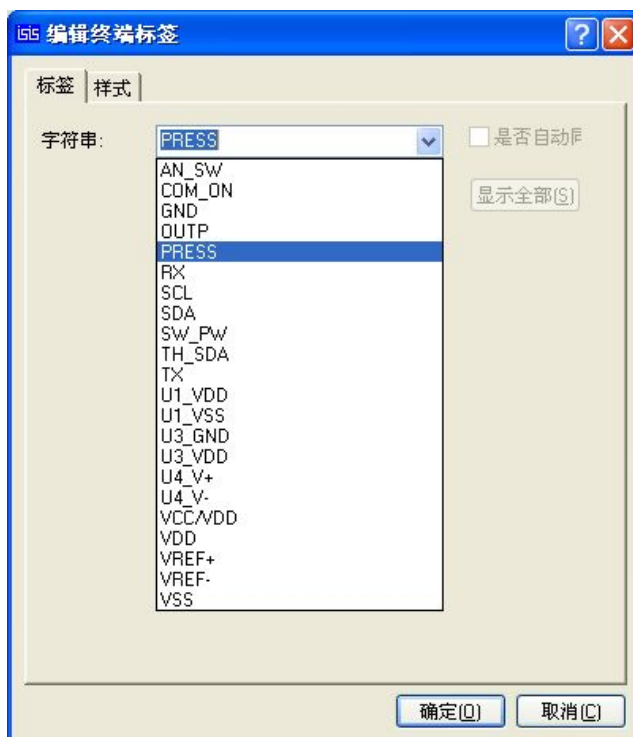 isis 编辑终端标签
标签 样式
字符串: PRESS 是否自动
显示全部(S)
AN_SW
COM_ON
GND
OUTP
PRESS
RX
SCL
SDA
SW_PW
TH_SDA
TX
U1_VDD
U1_VSS
U3_GND
U3_VDD
U4_V+
U4_V-
VCC/VDD
VDD
VREF+
VREF-
VSS
确定(O) 取消(C)